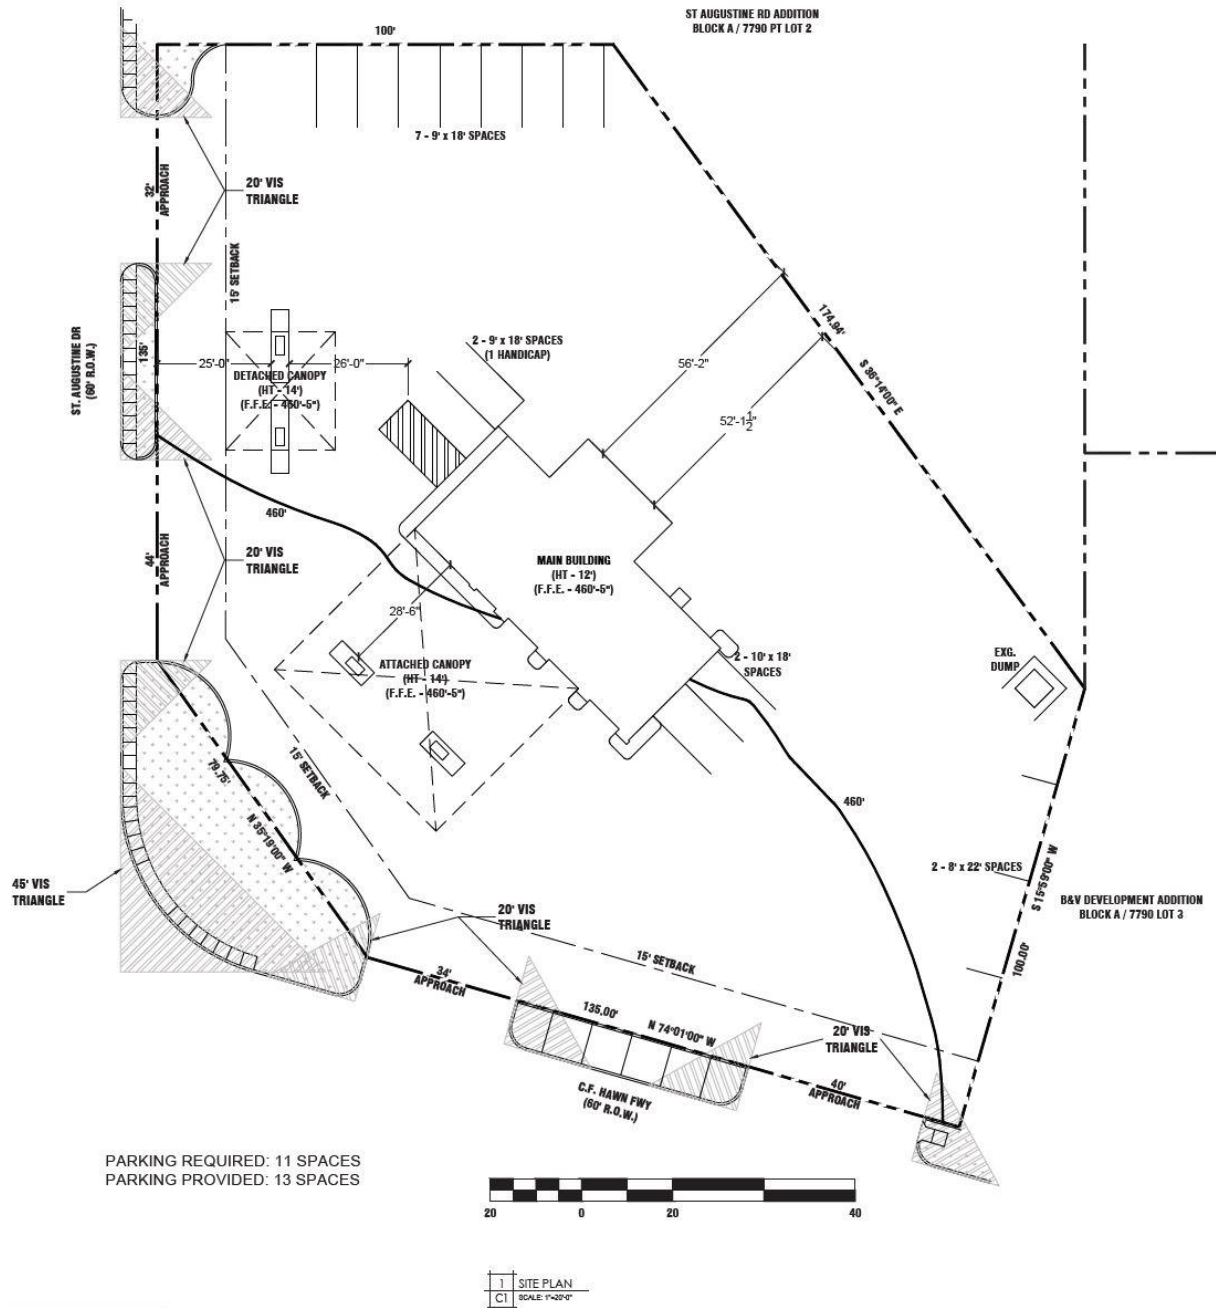 ST AUGUSTINE RD ADDITION
BLOCK A / 7790 PT LOT 2
100'
7 - 9' x 18' SPACES
32'
APPROACH
20' VIS
TRIANGLE
15' SETBACK
ST. AUGUSTINE DR
(60' R.O.W.)
135'
25'-0"
26'-0"
DETACHED CANOPY
(HT - 14')
(F.F.E. - 460'-5")
2 - 9' x 18' SPACES
(1 HANDICAP)
56'-2"
52'-1 1/2"
174.94'
S 36°14'00" E
460'
44'
APPROACH
20' VIS
TRIANGLE
28'-6"
MAIN BUILDING
(HT - 12')
(F.F.E. - 460'-5")
ATTACHED CANOPY
(HT - 14')
(F.F.E. - 460'-5")
2 - 10' x 18'
SPACES
EXG.
DUMP
79.75'
N 35°19'00" W
15' SETBACK
460'
2 - 8' x 22' SPACES
S 15°59'00" W
100.00'
B&V DEVELOPMENT ADDITION
BLOCK A / 7790 LOT 3
45' VIS
TRIANGLE
20' VIS
TRIANGLE
34'
APPROACH
15' SETBACK
135.00'
N 74°01'00" W
20' VIS
TRIANGLE
40'
APPROACH
C.F. HAWN FWY
(60' R.O.W.)
PARKING REQUIRED: 11 SPACES
PARKING PROVIDED: 13 SPACES
20 0 20 40
1 SITE PLAN
C1 SCALE: 1"=20'-0"